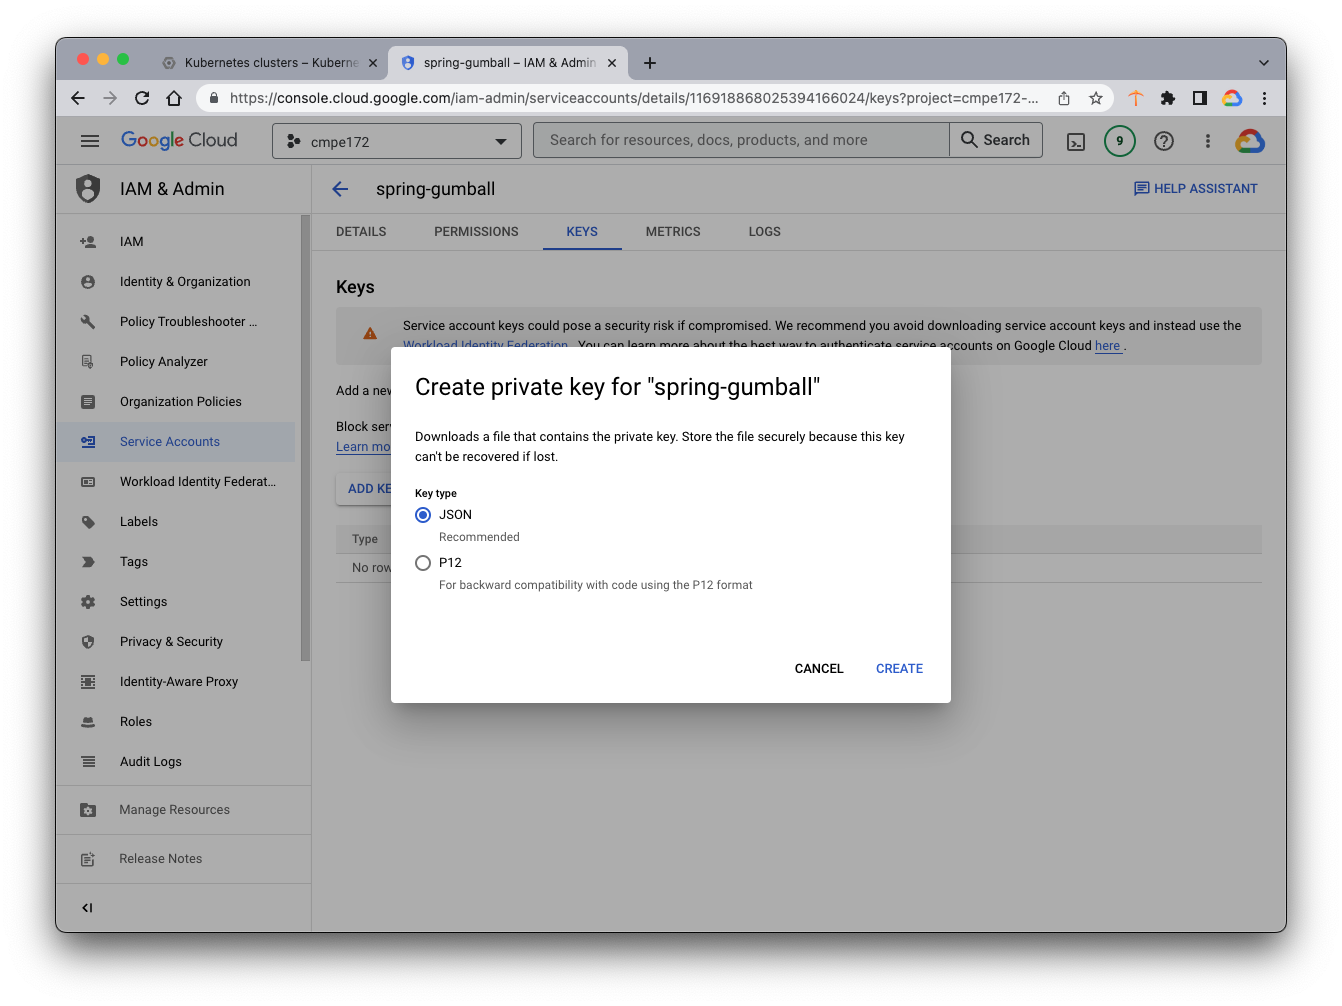 Kubernetes clusters – Kuberne
spring-gumball – IAM & Admin
https://console.cloud.google.com/iam-admin/serviceaccounts/details/116918868025394166024/keys?project=cmpe172-...
Google Cloud
cmpe172
Search for resources, docs, products, and more
Search
9
IAM & Admin
spring-gumball
HELP ASSISTANT
DETAILS
PERMISSIONS
KEYS
METRICS
LOGS
IAM
Identity & Organization
Policy Troubleshooter ...
Policy Analyzer
Organization Policies
Service Accounts
Workload Identity Federat...
Labels
Tags
Settings
Privacy & Security
Identity-Aware Proxy
Roles
Audit Logs
Manage Resources
Release Notes
Keys
Service account keys could pose a security risk if compromised. We recommend you avoid downloading service account keys and instead use the
Workload Identity Federation . You can learn more about the best way to authenticate service accounts on Google Cloud here .
Add a new
Block ser
Learn mo
ADD KE
Type
No row
Create private key for "spring-gumball"
Downloads a file that contains the private key. Store the file securely because this key
can't be recovered if lost.
Key type
JSON
Recommended
P12
For backward compatibility with code using the P12 format
CANCEL
CREATE